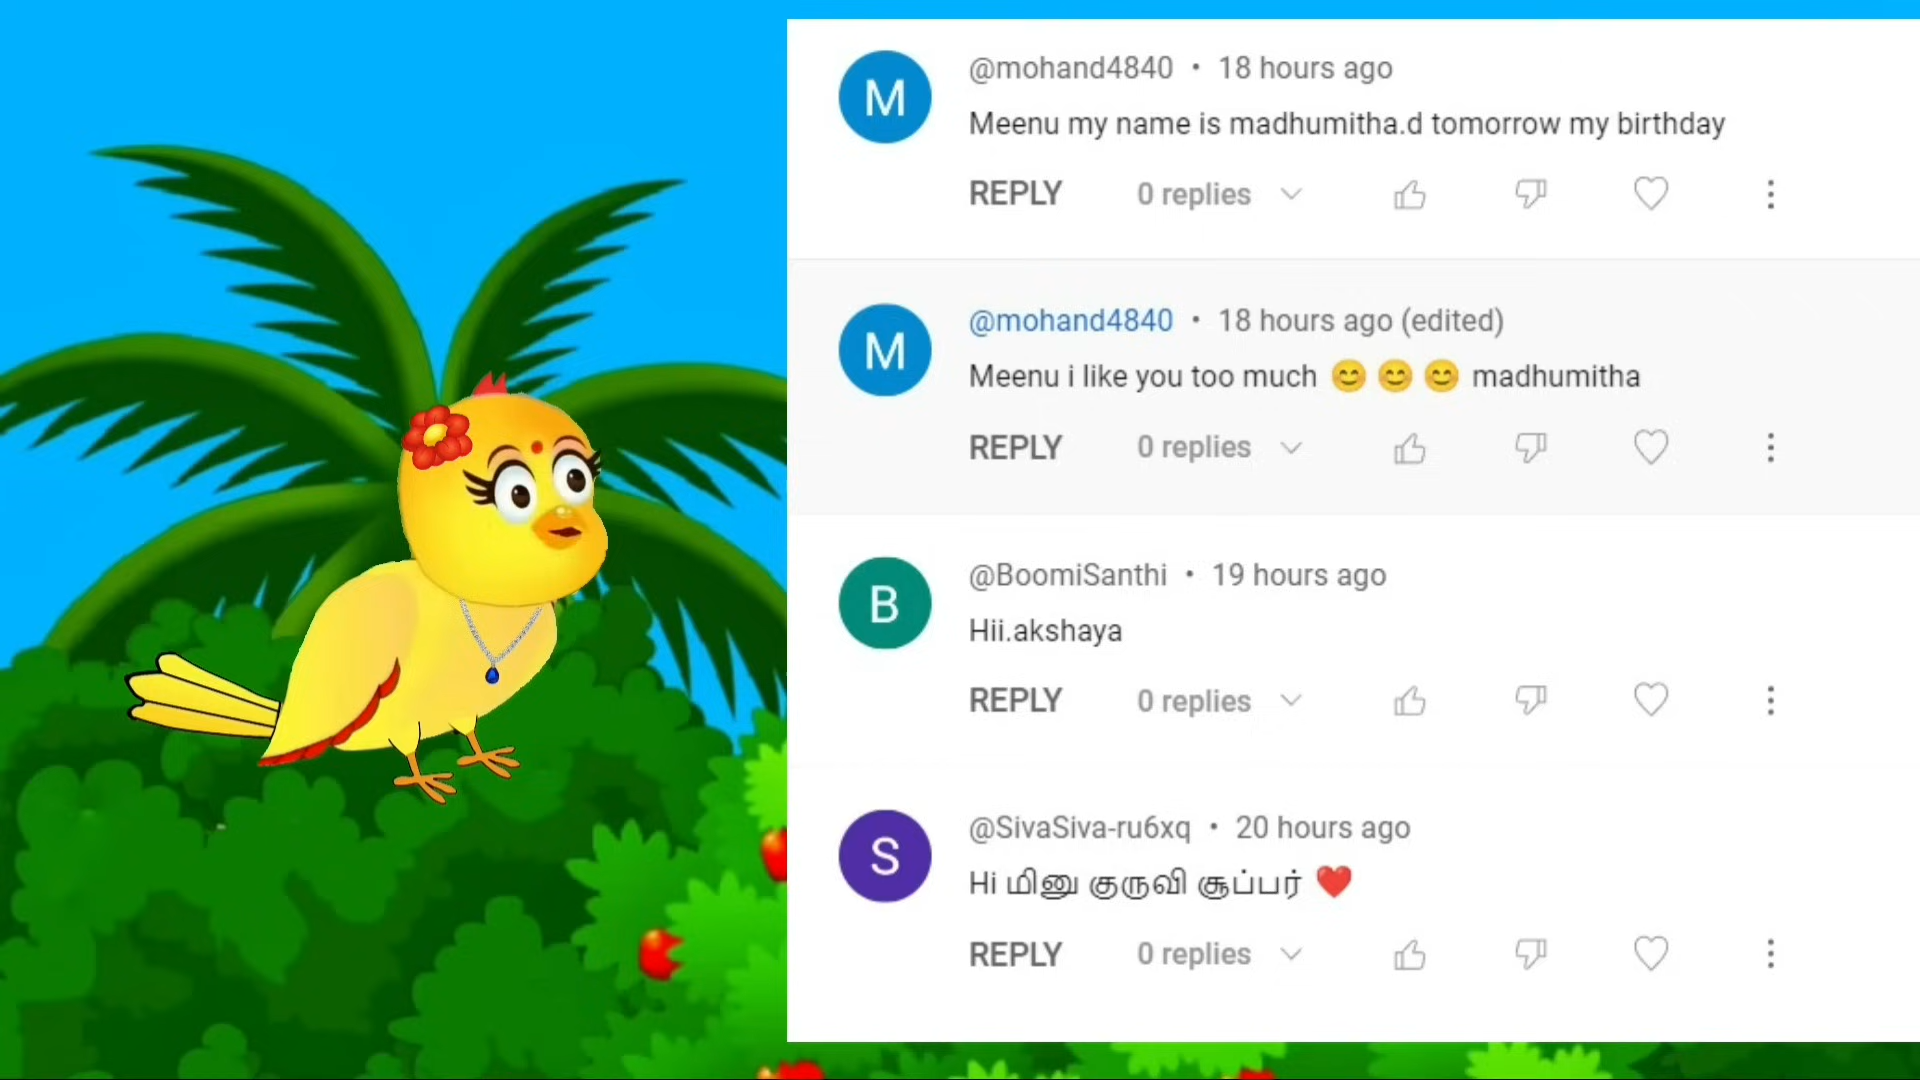 M
@mohand4840 • 18 hours ago
Meenu my name is madhumitha.d tomorrow my birthday
REPLY 0 replies
M
@mohand4840 • 18 hours ago (edited)
Meenu i like you too much 😊 😊 😊 madhumitha
REPLY 0 replies
B
@BoomiSanthi • 19 hours ago
Hii.akshaya
REPLY 0 replies
S
@SivaSiva-ru6xq • 20 hours ago
Hi மினு குருவி சூப்பர் ❤️
REPLY 0 replies